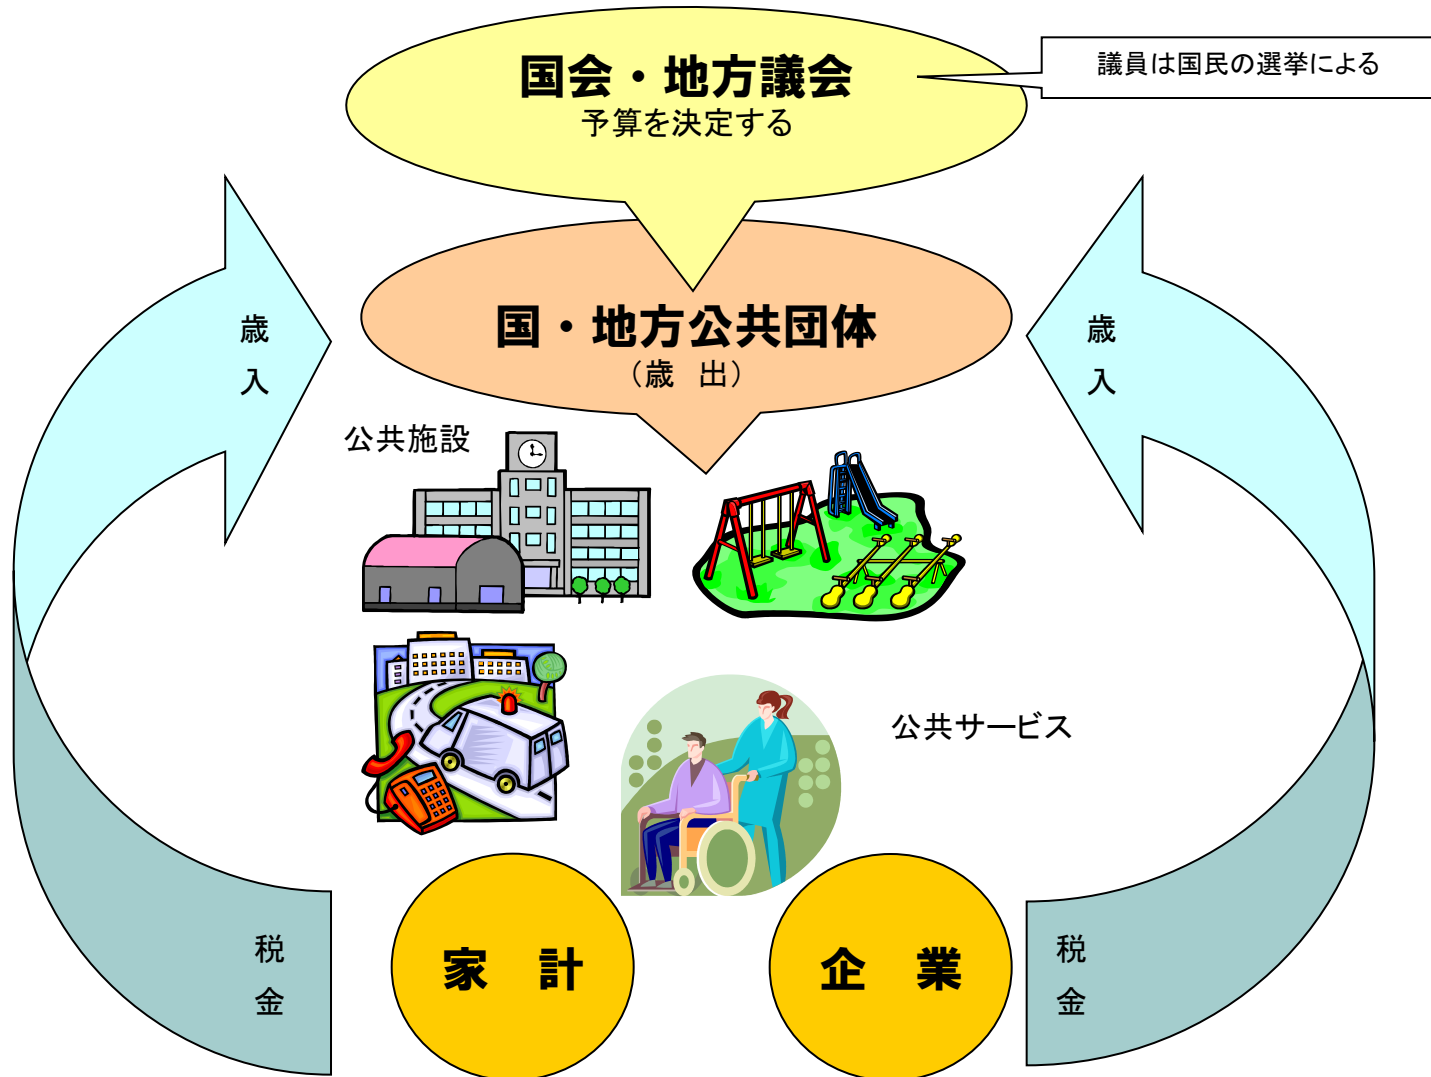 国会・地方議会
予算を決定する
議員は国民の選挙による
国・地方公共団体
（歳　出）
歳入
歳入
公共施設
公共サービス
税金
家　計
企　業
税金